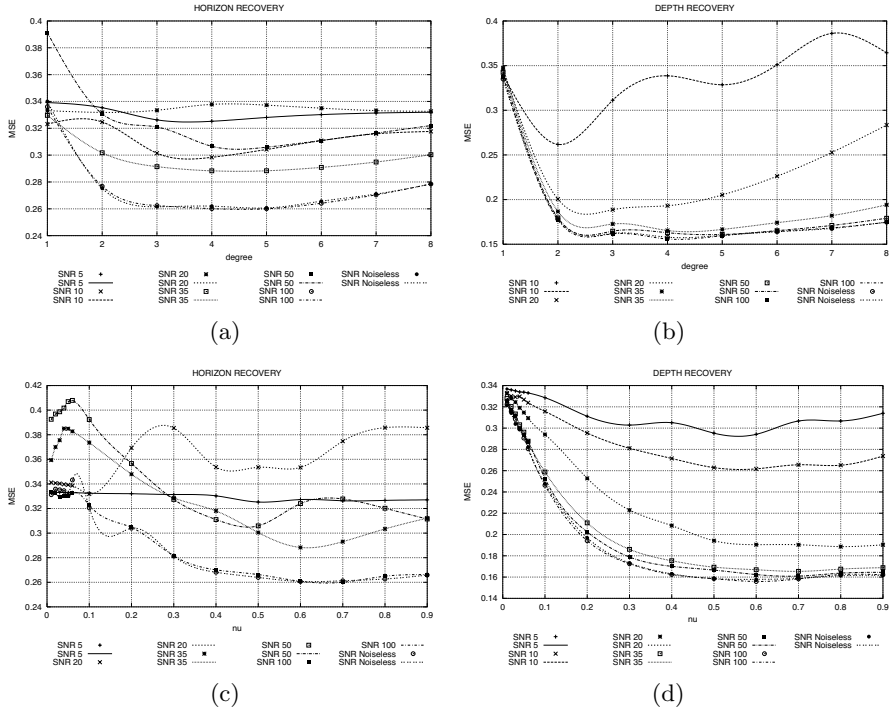 HORIZON RECOVERY
0.4
0.38
0.36
0.34
0.32
0.3
0.28
0.26
0.24
MSE
1 2 3 4 5 6 7 8
degree
SNR 5 SNR 20 SNR 50 SNR Noiseless
SNR 5 SNR 20 SNR 50 SNR Noiseless
SNR 10 SNR 35 SNR 100
SNR 10 SNR 35 SNR 100
(a)
DEPTH RECOVERY
0.4
0.35
0.3
0.25
0.2
0.15
MSE
1 2 3 4 5 6 7 8
degree
SNR 10 SNR 20 SNR 50 SNR 100
SNR 10 SNR 35 SNR 50 SNR Noiseless
SNR 20 SNR 35 SNR 100 SNR Noiseless
(b)
HORIZON RECOVERY
0.42
0.4
0.38
0.36
0.34
0.32
0.3
0.28
0.26
0.24
MSE
0 0.1 0.2 0.3 0.4 0.5 0.6 0.7 0.8 0.9
nu
SNR 5 SNR 20 SNR 50 SNR 100
SNR 5 SNR 35 SNR 50 SNR Noiseless
SNR 20 SNR 35 SNR 100 SNR Noiseless
(c)
DEPTH RECOVERY
0.34
0.32
0.3
0.28
0.26
0.24
0.22
0.2
0.18
0.16
0.14
MSE
0 0.1 0.2 0.3 0.4 0.5 0.6 0.7 0.8 0.9
nu
SNR 5 SNR 20 SNR 50 SNR Noiseless
SNR 5 SNR 20 SNR 50 SNR Noiseless
SNR 10 SNR 35 SNR 100
SNR 10 SNR 35 SNR 100
(d)